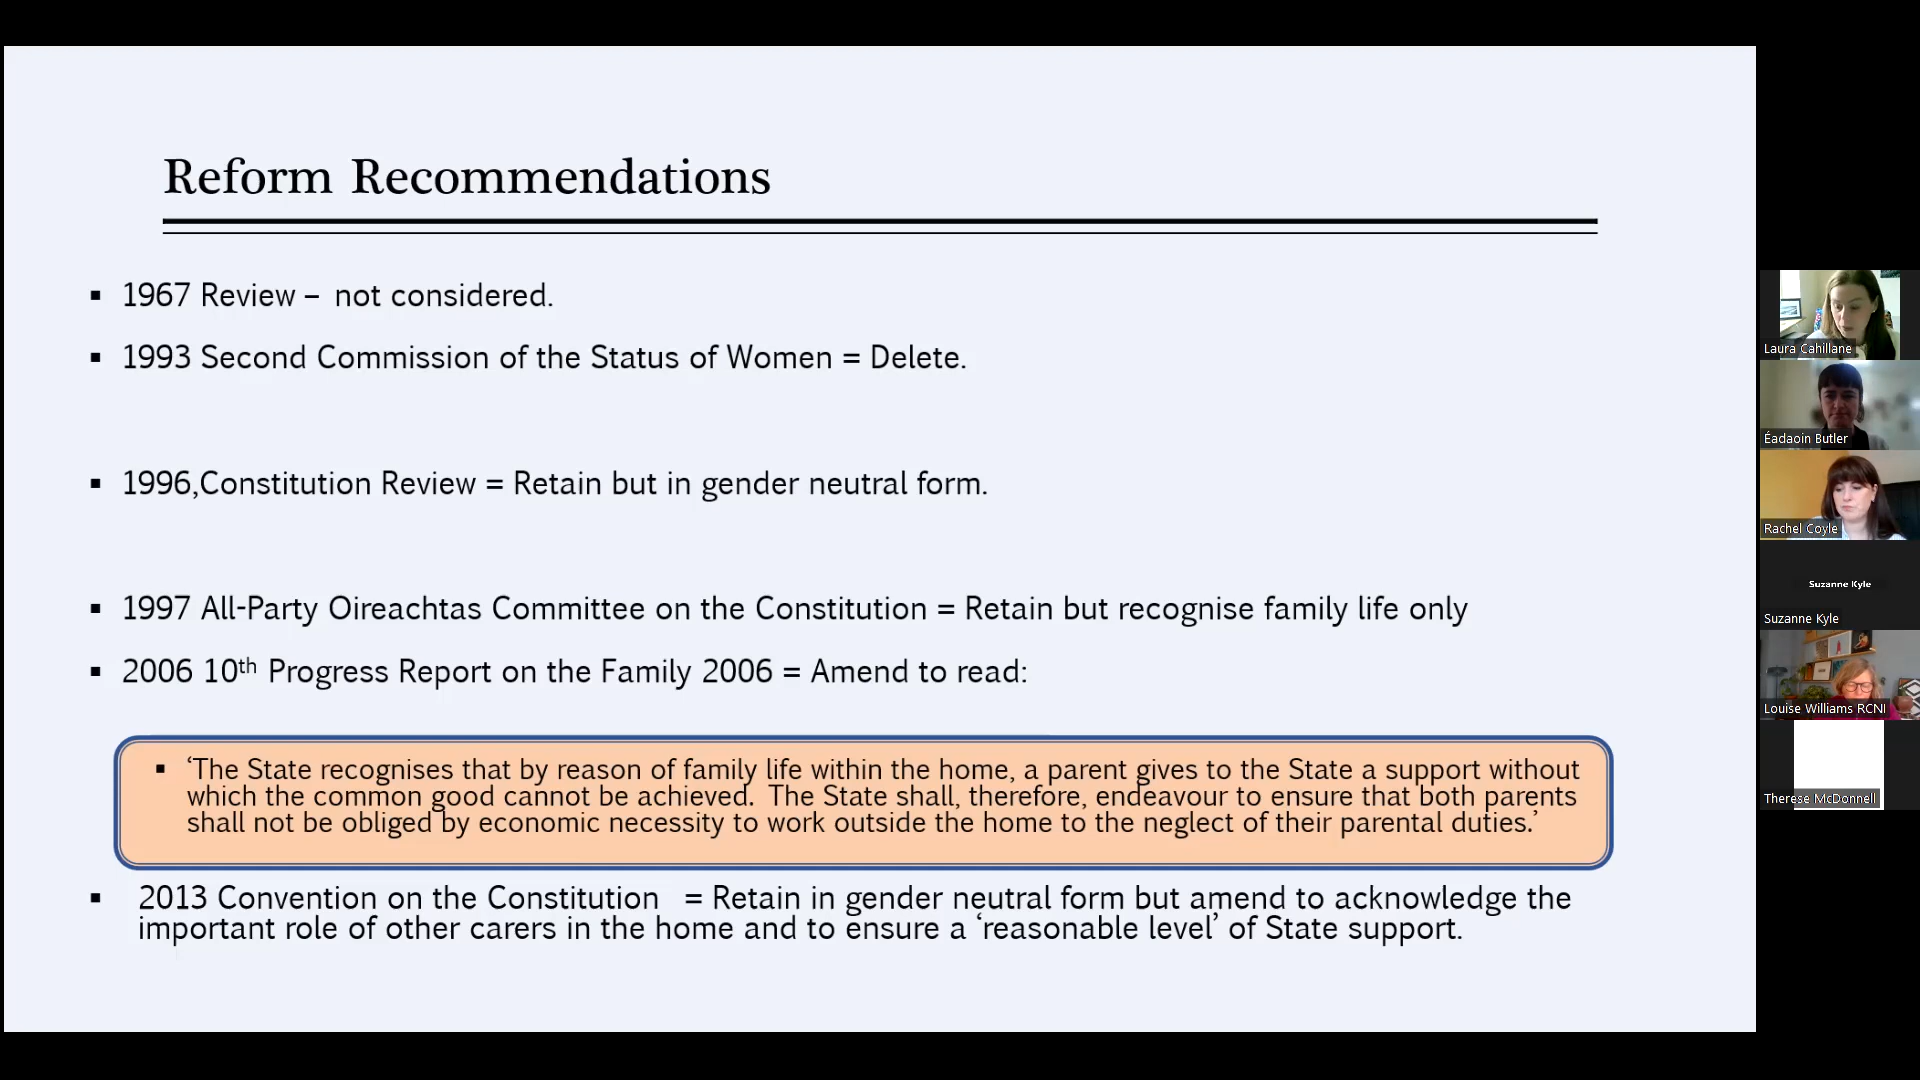 Reform Recommendations
▪ 1967 Review – not considered.
▪ 1993 Second Commission of the Status of Women = Delete.
▪ 1996,Constitution Review = Retain but in gender neutral form.
▪ 1997 All-Party Oireachtas Committee on the Constitution = Retain but recognise family life only
▪ 2006 10th Progress Report on the Family 2006 = Amend to read:
▪ ‘The State recognises that by reason of family life within the home, a parent gives to the State a support without
which the common good cannot be achieved. The State shall, therefore, endeavour to ensure that both parents
shall not be obliged by economic necessity to work outside the home to the neglect of their parental duties.’
▪ 2013 Convention on the Constitution = Retain in gender neutral form but amend to acknowledge the
important role of other carers in the home and to ensure a ‘reasonable level’ of State support.
Laura Cahillane
Éadaoin Butler
Rachel Coyle
Suzanne Kyle
Suzanne Kyle
Louise Williams RCNI
Therese McDonnell